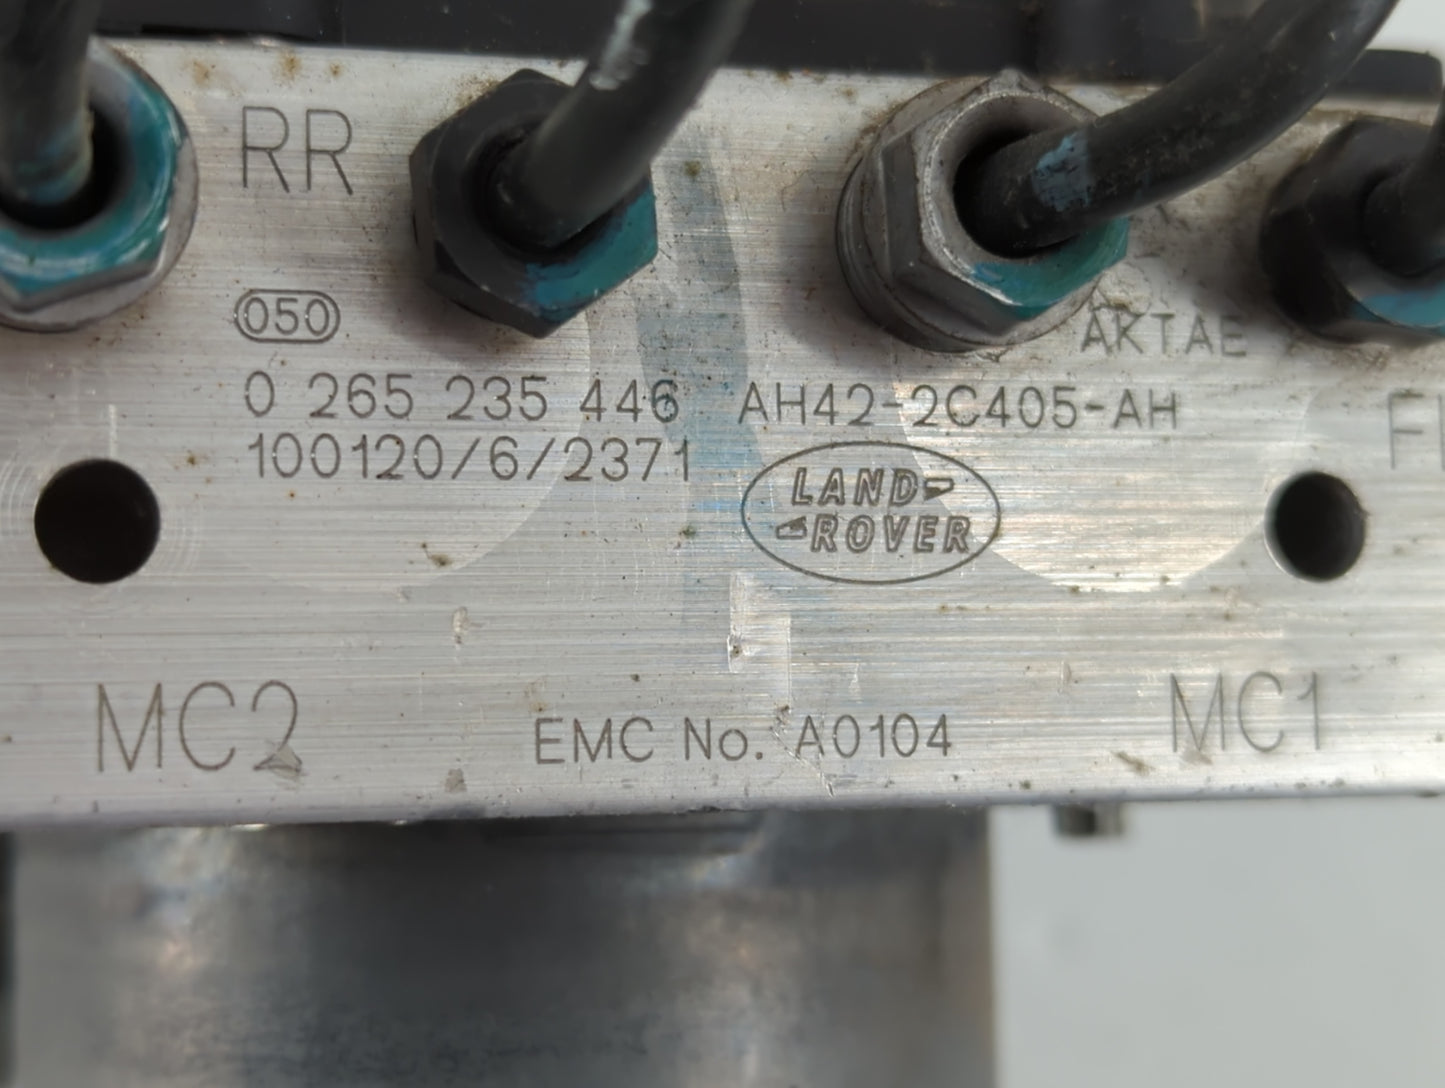 RR
050
AKTAE
0 265 235 446 AH42-2C405-AH
100120/6/2371
LAND
ROVER
MC2
EMC No. A0104
MC1